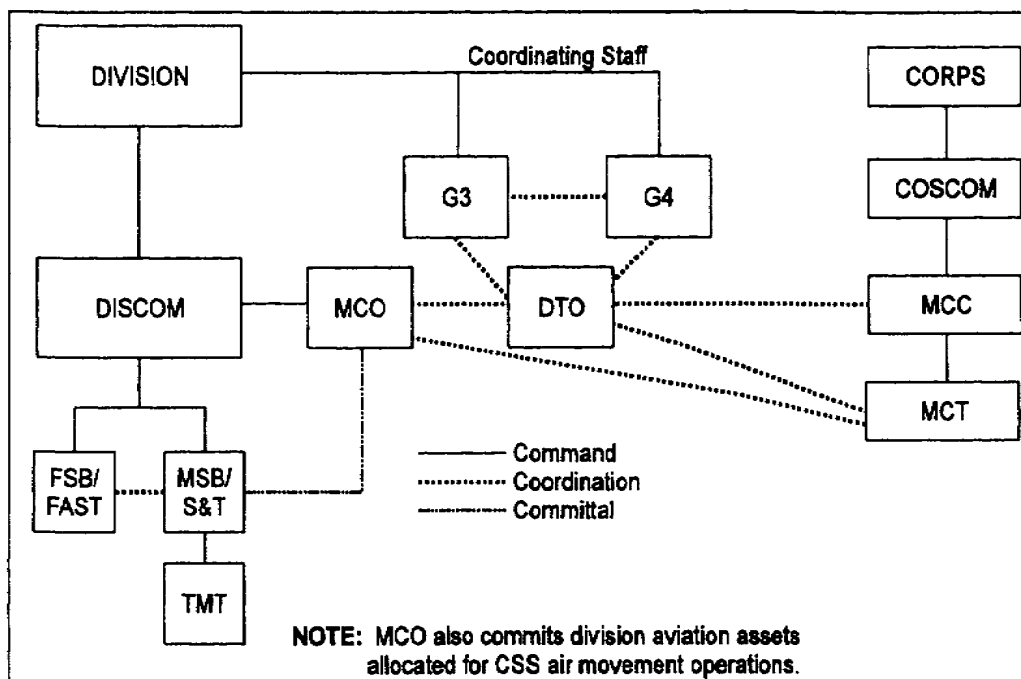 Coordinating Staff
DIVISION
CORPS
G3
G4
COSCOM
DISCOM
MCO
DTO
MCC
MCT
FSB/
FAST
MSB/
S&T
Command
Coordination
Committal
TMT
NOTE: MCO also commits division aviation assets
allocated for CSS air movement operations.